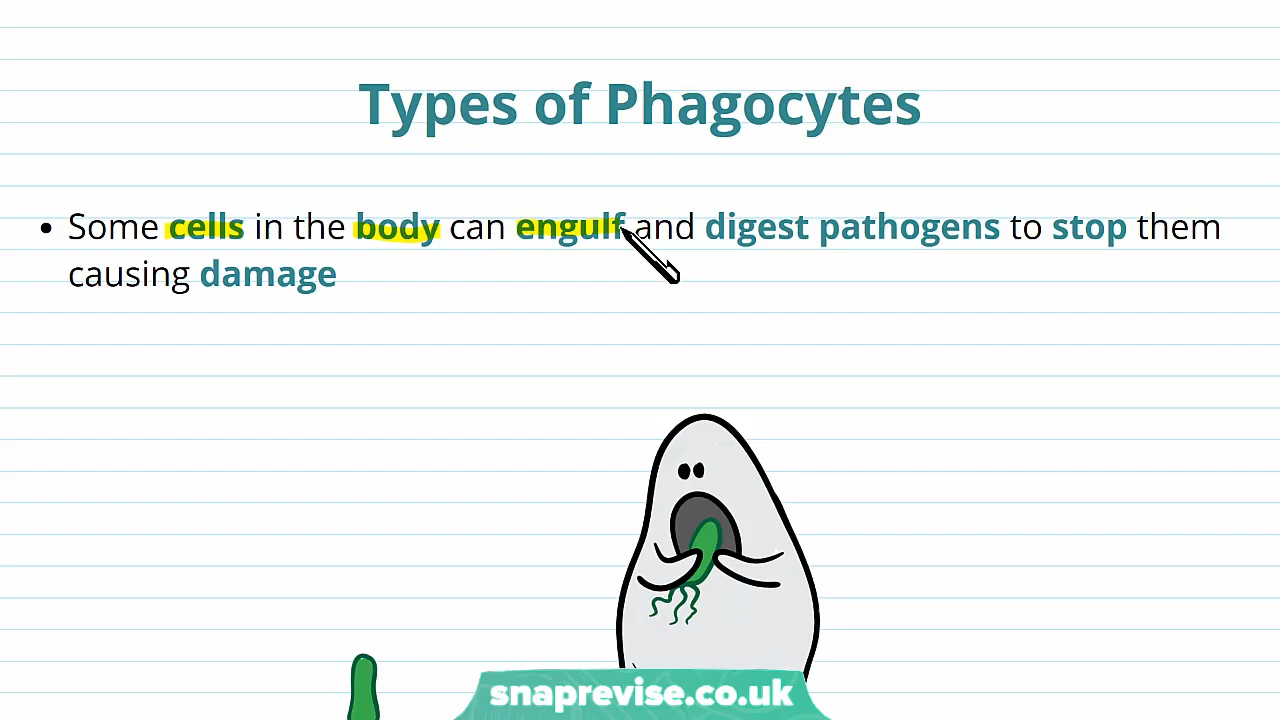 Types of Phagocytes
• Some cells in the body can engulf and digest pathogens to stop them
causing damage
snaprevise.co.uk